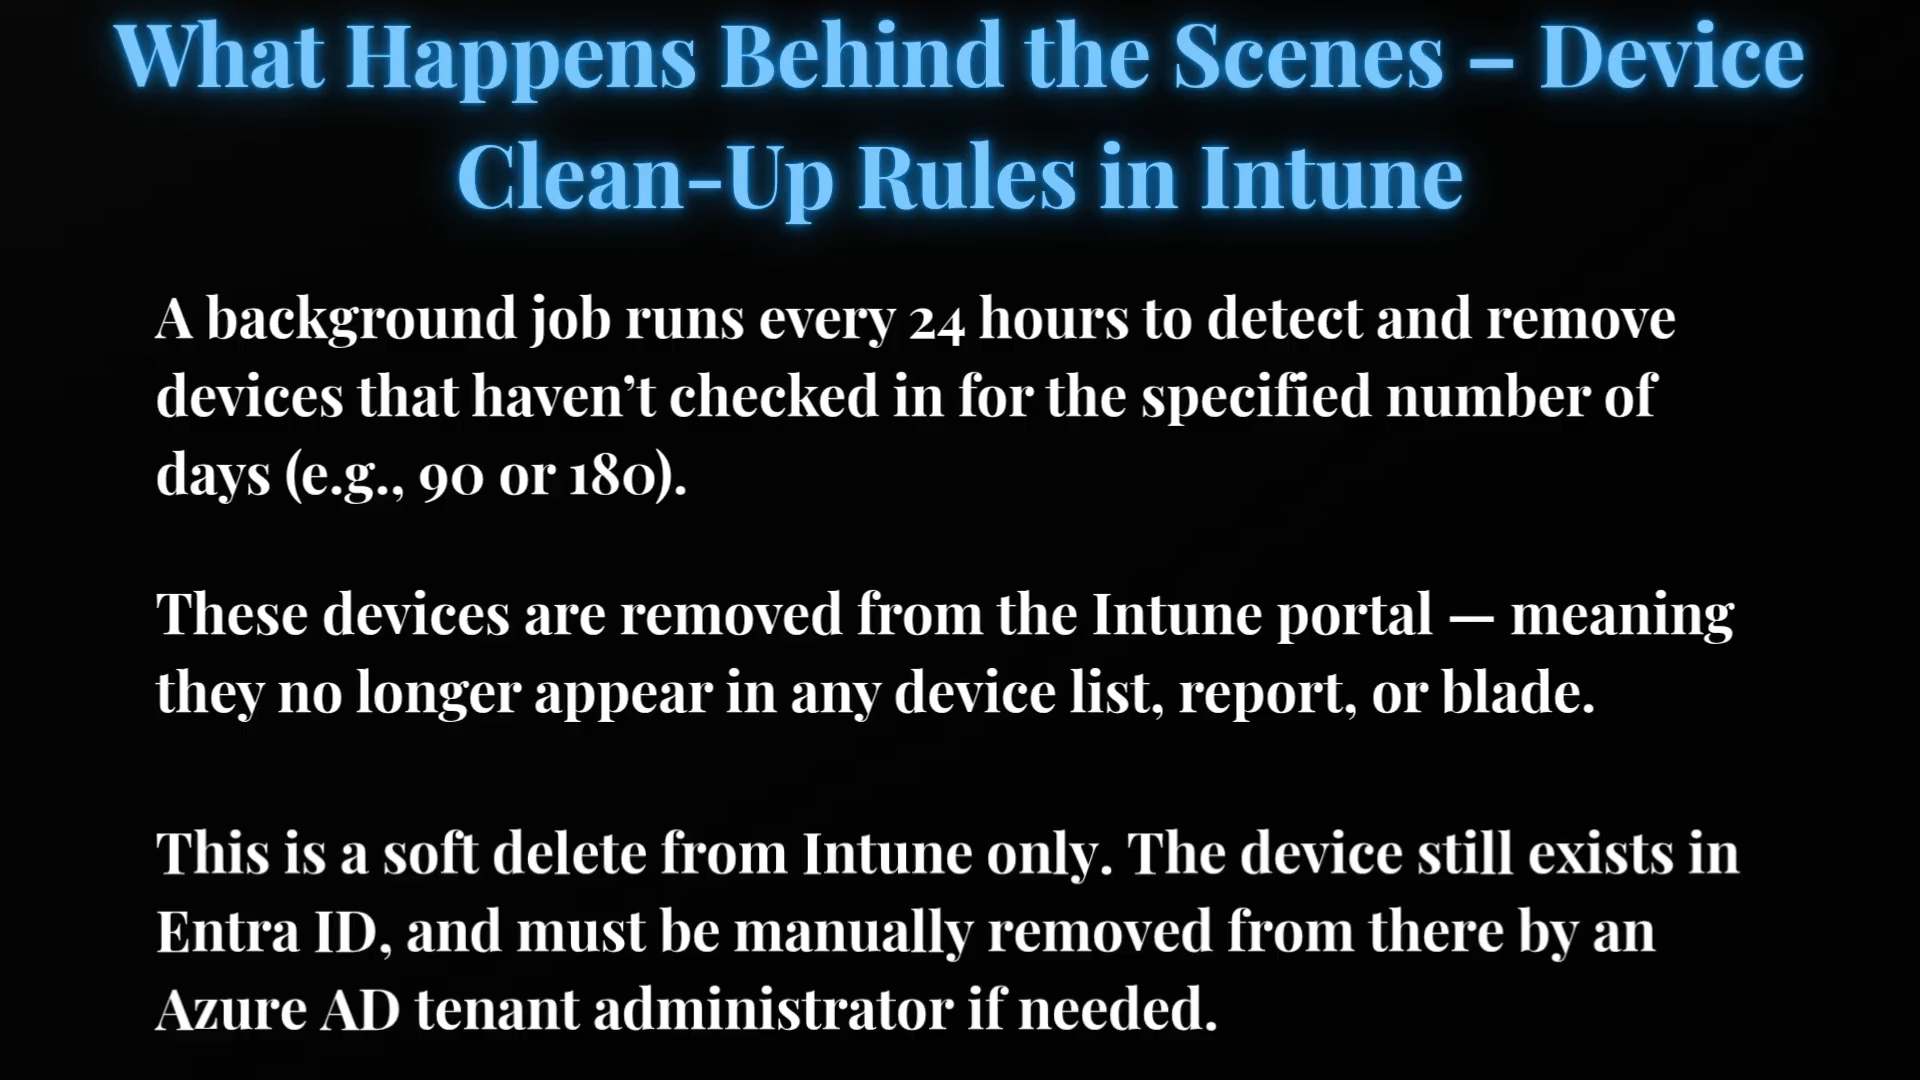 What Happens Behind the Scenes – Device
Clean-Up Rules in Intune
A background job runs every 24 hours to detect and remove
devices that haven’t checked in for the specified number of
days (e.g., 90 or 180).
These devices are removed from the Intune portal — meaning
they no longer appear in any device list, report, or blade.
This is a soft delete from Intune only. The device still exists in
Entra ID, and must be manually removed from there by an
Azure AD tenant administrator if needed.